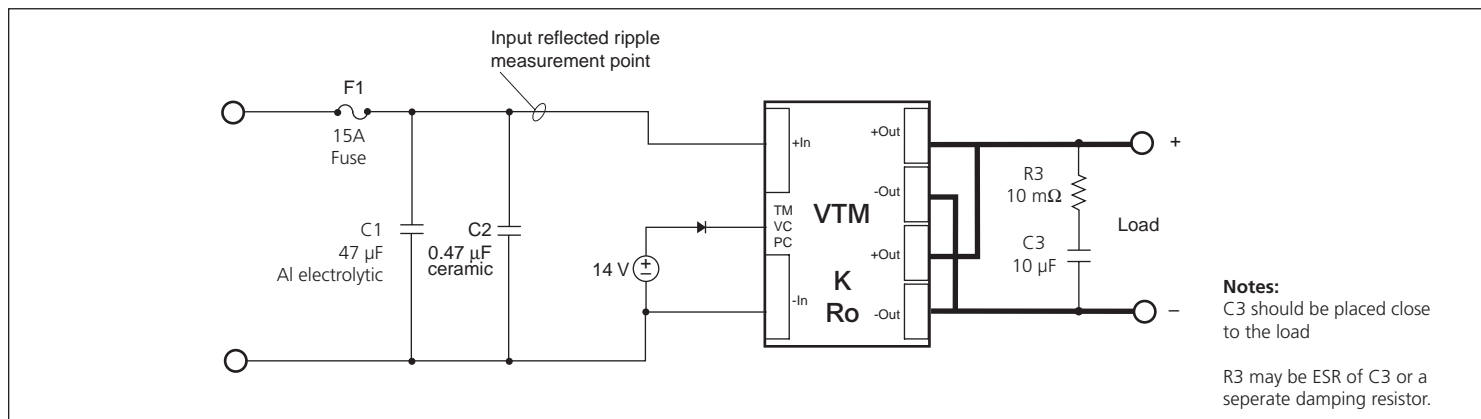 Input reflected ripple
measurement point
F1
15A
Fuse
C1
47 µF
Al electrolytic
C2
0.47 µF
ceramic
14 V
+In
TM
VC
PC
-In
+Out
-Out
VTM
+Out
K
Ro
-Out
+
R3
10 mΩ
Load
C3
10 µF
–
Notes:
C3 should be placed close
to the load
R3 may be ESR of C3 or a
seperate damping resistor.